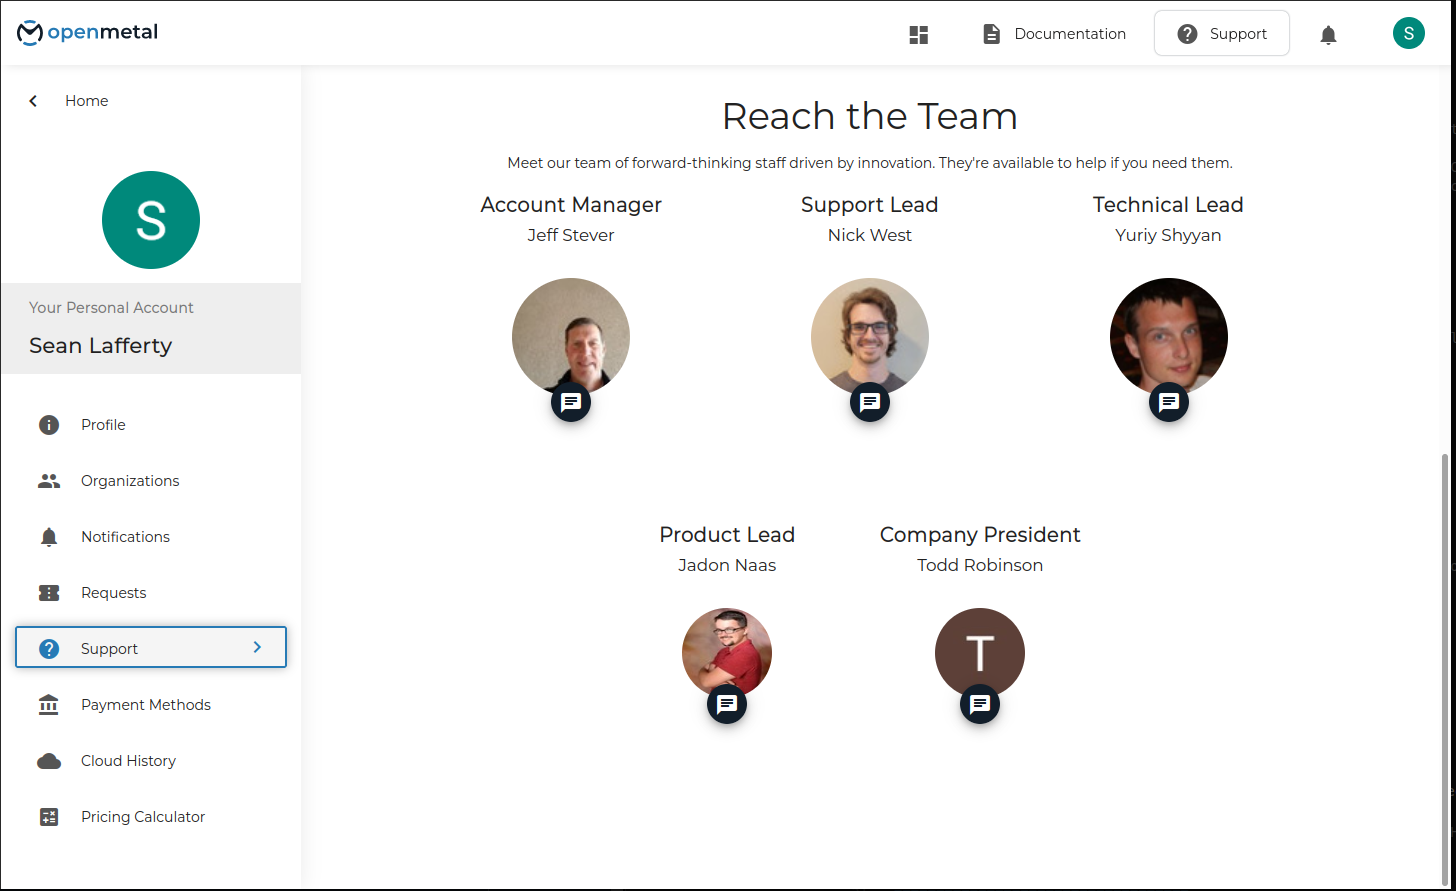 openmetal
Documentation
Support
S
Home
S
Your Personal Account
Sean Lafferty
Profile
Organizations
Notifications
Requests
Support
Payment Methods
Cloud History
Pricing Calculator
Reach the Team
Meet our team of forward-thinking staff driven by innovation. They're available to help if you need them.
Account Manager
Jeff Stever
Support Lead
Nick West
Technical Lead
Yuriy Shyyan
Product Lead
Jadon Naas
Company President
Todd Robinson
T